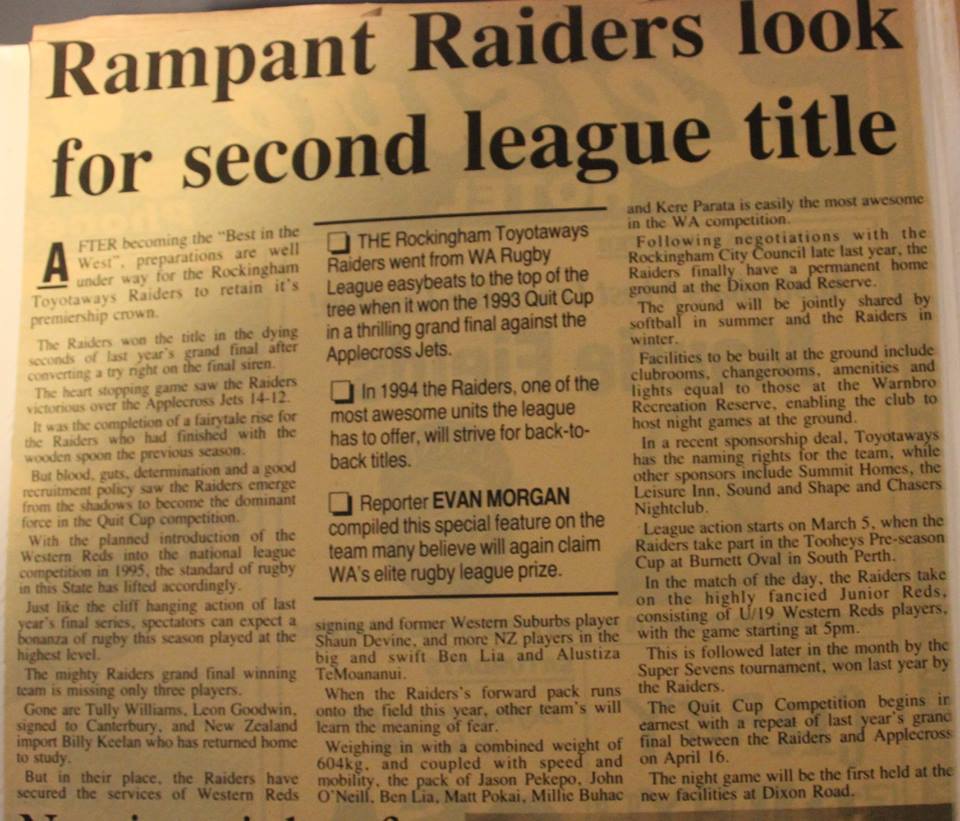 Rampant Raiders look
for second league title
AFTER becoming the “Best in the
West”, preparations are well
under way for the Rockingham
Toyotaways Raiders to retain it's
premiership crown.
The Raiders won the title in the dying
seconds of last year's grand final after
converting a try right on the final siren.
The heart stopping game saw the Raiders
victorious over the Applecross Jets 14-12.
It was the completion of a fairytale rise for
the Raiders who had finished with the
wooden spoon the previous season.
But blood, guts, determination and a good
recruitment policy saw the Raiders emerge
from the shadows to become the dominant
force in the Quit Cup competition.
With the planned introduction of the
Western Reds into the national league
competition in 1995, the standard of rugby
in this State has lifted accordingly.
Just like the cliff hanging action of last
year's final series, spectators can expect a
bonanza of rugby this season played at the
highest level.
The mighty Raiders grand final winning
team is missing only three players.
Gone are Tully Williams, Leon Goodwin,
signed to Canterbury, and New Zealand
import Billy Keelan who has returned home
to study.
But in their place, the Raiders have
secured the services of Western Reds
❏ THE Rockingham Toyotaways
Raiders went from WA Rugby
League easybeats to the top of the
tree when it won the 1993 Quit Cup
in a thrilling grand final against the
Applecross Jets.
❏ In 1994 the Raiders, one of the
most awesome units the league
has to offer, will strive for back-to-
back titles.
❏ Reporter EVAN MORGAN
compiled this special feature on the
team many believe will again claim
WA's elite rugby league prize.
signing and former Western Suburbs player
Shaun Devine, and more NZ players in the
big and swift Ben Lia and Alustiza
TeMoananui.
When the Raiders's forward pack runs
onto the field this year, other team's will
learn the meaning of fear.
Weighing in with a combined weight of
604kg, and coupled with speed and
mobility, the pack of Jason Pekepo, John
O'Neill, Ben Lia, Matt Pokai, Millie Buhac
and Kere Parata is easily the most awesome
in the WA competition.
Following negotiations with the
Rockingham City Council late last year, the
Raiders finally have a permanent home
ground at the Dixon Road Reserve.
The ground will be jointly shared by
softball in summer and the Raiders in
winter.
Facilities to be built at the ground include
clubrooms, changerooms, amenities and
lights equal to those at the Warnbro
Recreation Reserve, enabling the club to
host night games at the ground.
In a recent sponsorship deal, Toyotaways
has the naming rights for the team, while
other sponsors include Summit Homes, the
Leisure Inn, Sound and Shape and Chasers
Nightclub.
League action starts on March 5, when the
Raiders take part in the Tooheys Pre-season
Cup at Burnett Oval in South Perth.
In the match of the day, the Raiders take
on the highly fancied Junior Reds,
consisting of U/19 Western Reds players,
with the game starting at 5pm.
This is followed later in the month by the
Super Sevens tournament, won last year by
the Raiders.
The Quit Cup Competition begins in
earnest with a repeat of last year's grand
final between the Raiders and Applecross
on April 16.
The night game will be the first held at the
new facilities at Dixon Road.